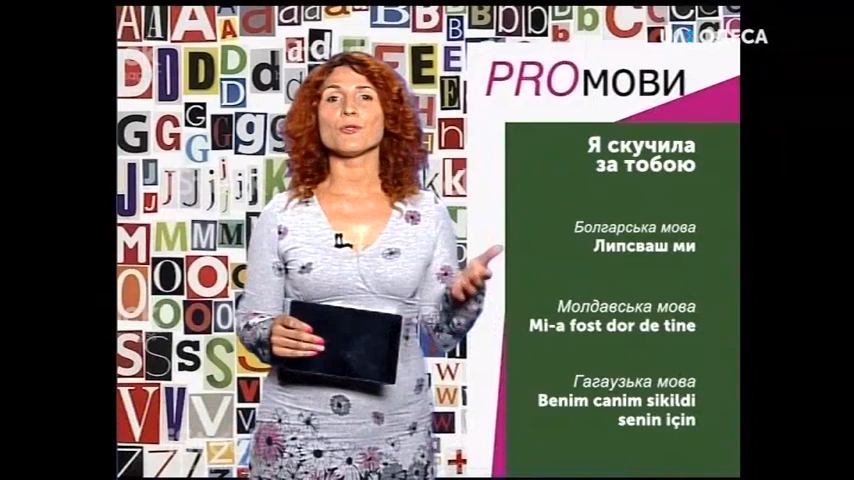 UA ОДЕСА
PROМОВИ
Я скучила
за тобою
Болгарська мова
Липсваш ми
Молдавська мова
Mi-a fost dor de tine
Гагаузька мова
Benim canim sikildi
senin için